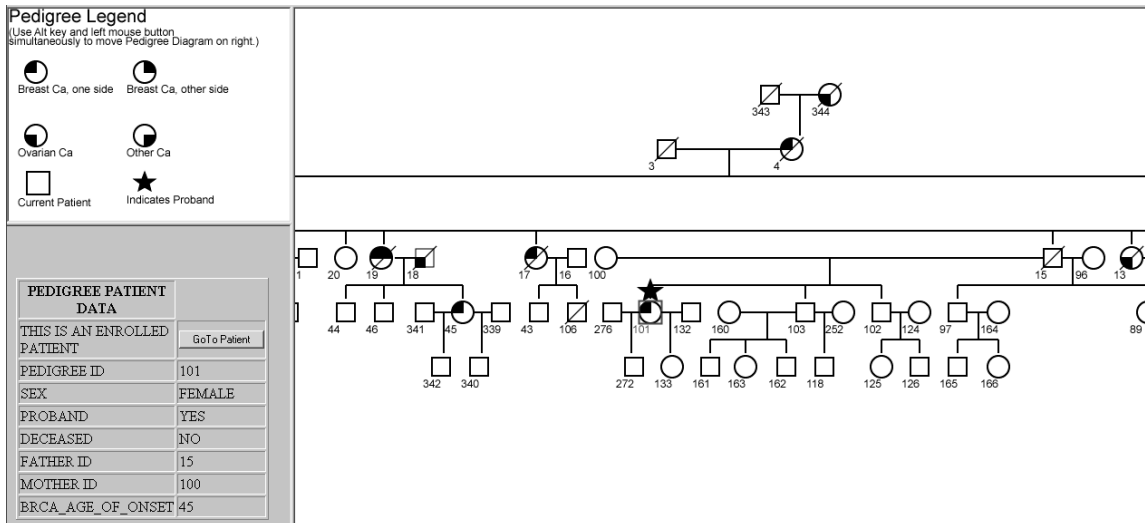 Pedigree Legend
(Use Alt key and left mouse button
simultaneously to move Pedigree Diagram on right.)
Breast Ca, one side Breast Ca, other side
Ovarian Ca Other Ca
Current Patient Indicates Proband
PEDIGREE PATIENT
DATA
THIS IS AN ENROLLED
PATIENT GoTo Patient
PEDIGREE ID 101
SEX FEMALE
PROBAND YES
DECEASED NO
FATHER ID 15
MOTHER ID 100
BRCA_AGE_OF_ONSET 45
343 344
3 4
1 20 19 18 17 16 100 15 96 13
44 46 341 45 339 43 106 276 101 132 160 103 252 102 124 97 164 89
342 340 272 133 161 163 162 118 125 126 165 166